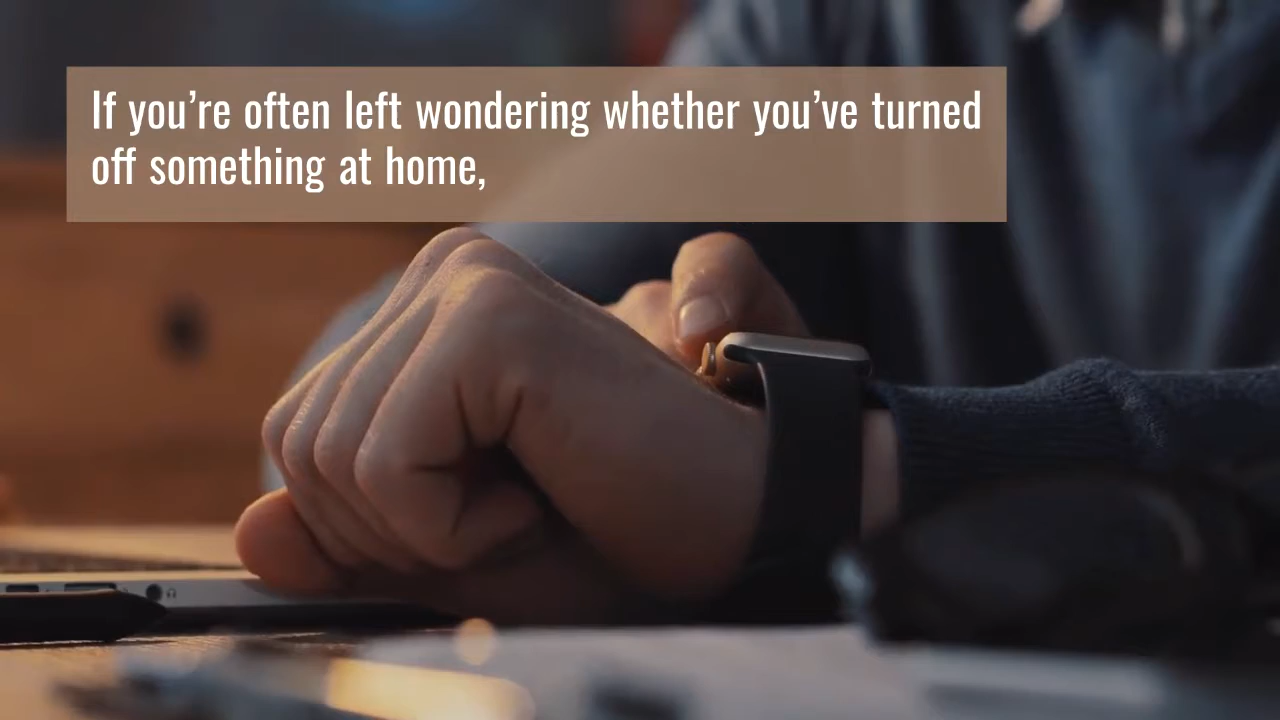 If you’re often left wondering whether you’ve turned
off something at home,